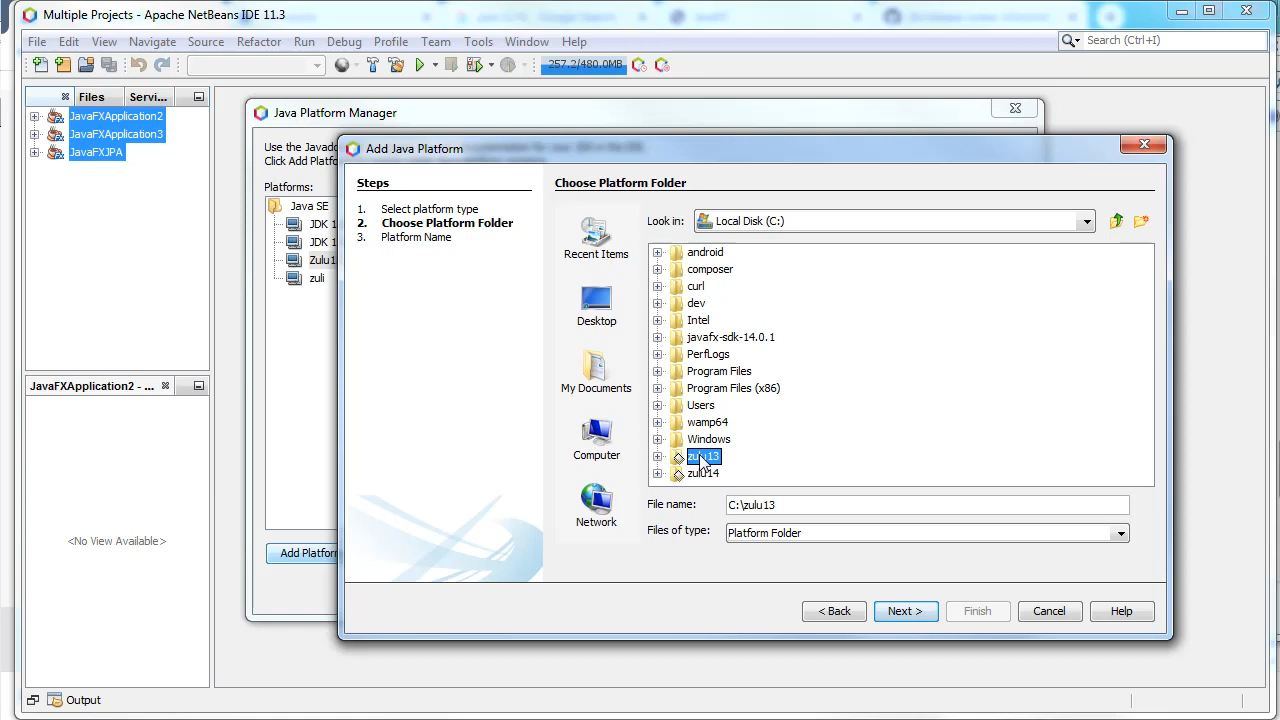 Multiple Projects - Apache NetBeans IDE 11.3
File Edit View Navigate Source Refactor Run Debug Profile Team Tools Window Help
Search (Ctrl+I)
257.2/480.0MB
Files Servi...
JavaFXApplication2
JavaFXApplication3
JavaFXJPA
Java Platform Manager
Use the Javado
Click Add Platfo
Platforms:
Java SE
JDK 1
JDK 1
Zulu1
zuli
Add Platforn
JavaFXApplication2 - ...
<No View Available>
Output
Add Java Platform
Steps
1. Select platform type
2. Choose Platform Folder
3. Platform Name
Choose Platform Folder
Look in: Local Disk (C:)
Recent Items
Desktop
My Documents
Computer
Network
android
composer
curl
dev
Intel
javafx-sdk-14.0.1
PerfLogs
Program Files
Program Files (x86)
Users
wamp64
Windows
zulu13
zulu14
File name: C:\zulu13
Files of type: Platform Folder
< Back Next > Finish Cancel Help